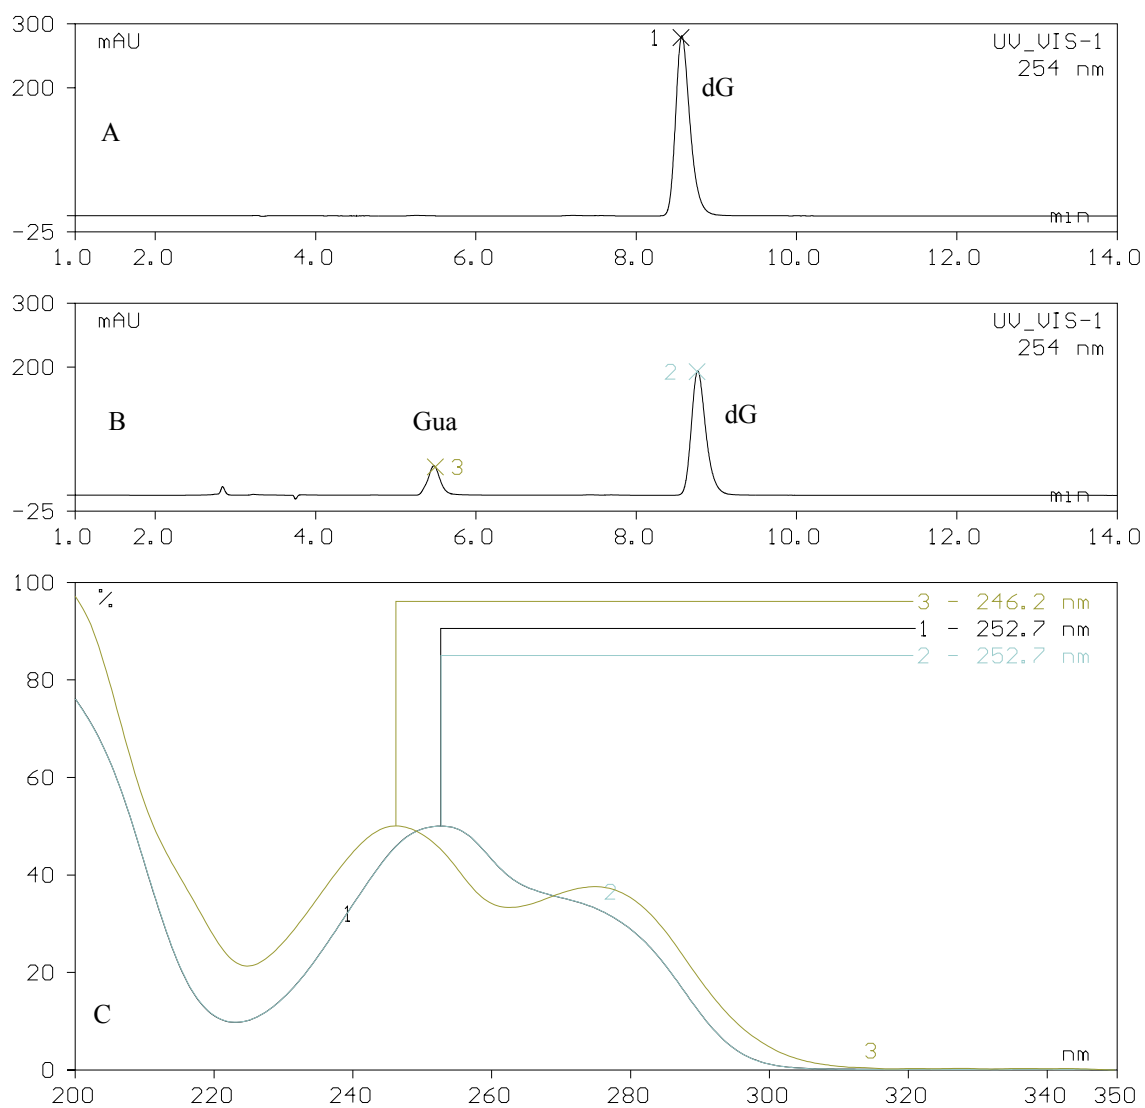 300
mAU
1
UV_VIS-1
254 nm
200
dG
A
min
-25
1.0 2.0 4.0 6.0 8.0 10.0 12.0 14.0
300
mAU
UV_VIS-1
254 nm
200
2
B
Gua
dG
3
min
-25
1.0 2.0 4.0 6.0 8.0 10.0 12.0 14.0
100
%
3 - 246.2 nm
1 - 252.7 nm
2 - 252.7 nm
80
60
40
2
1
20
C
3
nm
0
200 220 240 260 280 300 320 350